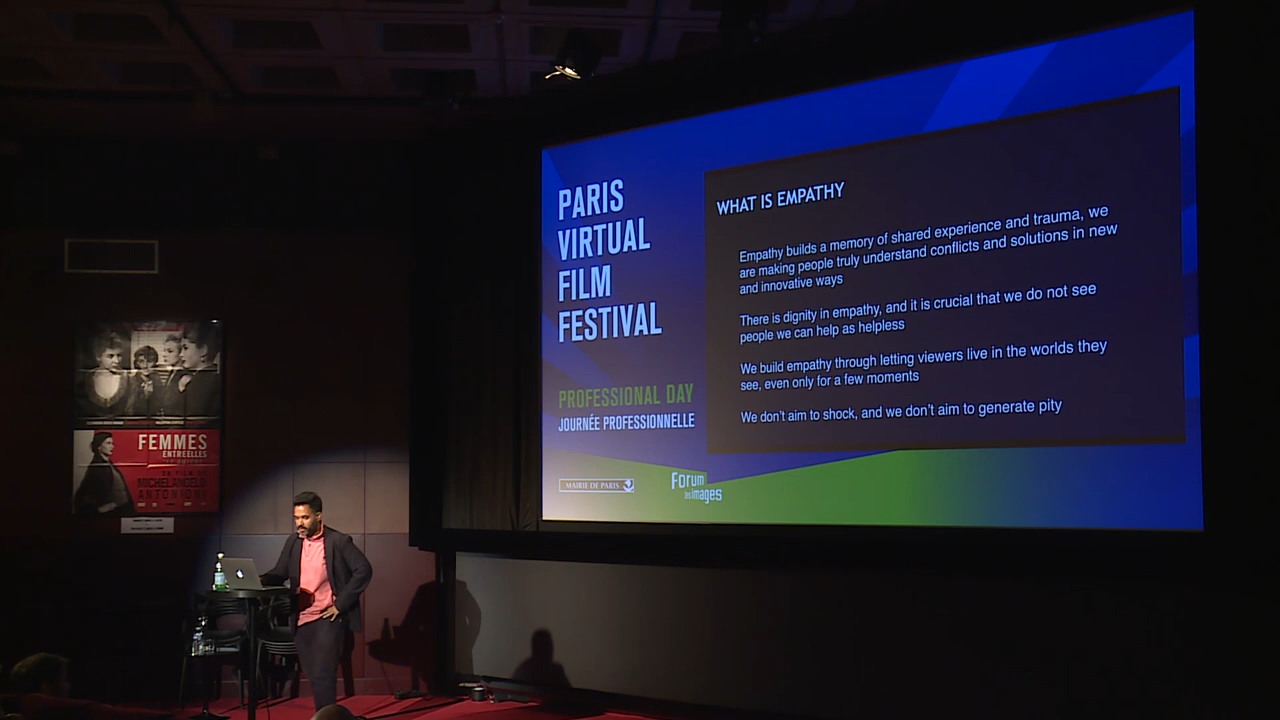 PARIS
VIRTUAL
FILM
FESTIVAL
PROFESSIONAL DAY
JOURNÉE PROFESSIONNELLE
MAIRIE DE PARIS
Forum
des images
WHAT IS EMPATHY
Empathy builds a memory of shared experience and trauma, we
are making people truly understand conflicts and solutions in new
and innovative ways
There is dignity in empathy, and it is crucial that we do not see
people we can help as helpless
We build empathy through letting viewers live in the worlds they
see, even only for a few moments
We don't aim to shock, and we don't aim to generate pity
FEMMES
ENTRE ELLES
UN FILM DE
MICHELANGELO
ANTONIONI